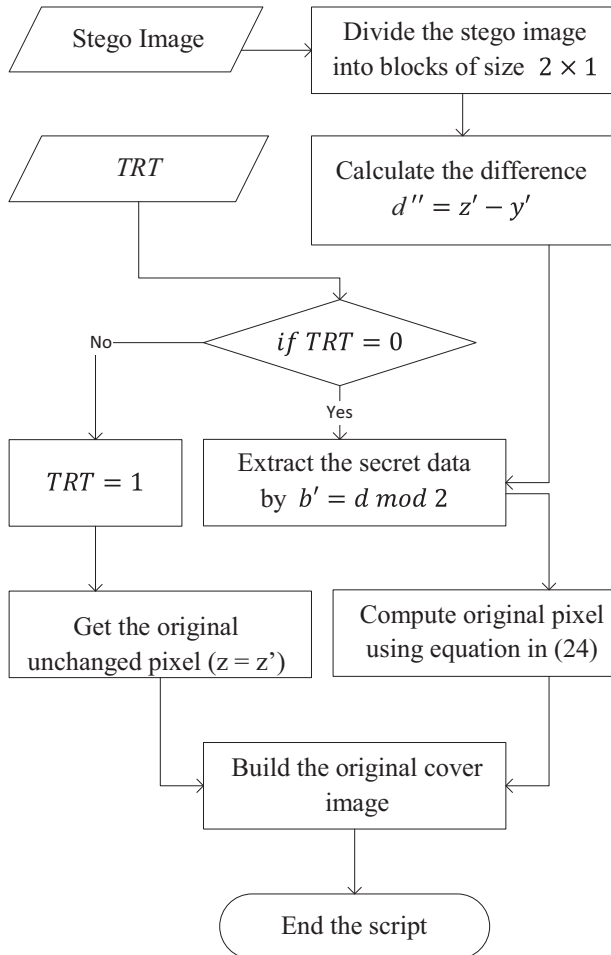 Stego Image
Divide the stego image
into blocks of size 2 × 1
TRT
Calculate the difference
d'' = z' − y'
if TRT = 0
No
Yes
TRT = 1
Extract the secret data
by b' = d mod 2
Get the original
unchanged pixel (z = z’)
Compute original pixel
using equation in (24)
Build the original cover
image
End the script